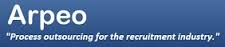 Arpeo
"Process outsourcing for the recruitment industry."